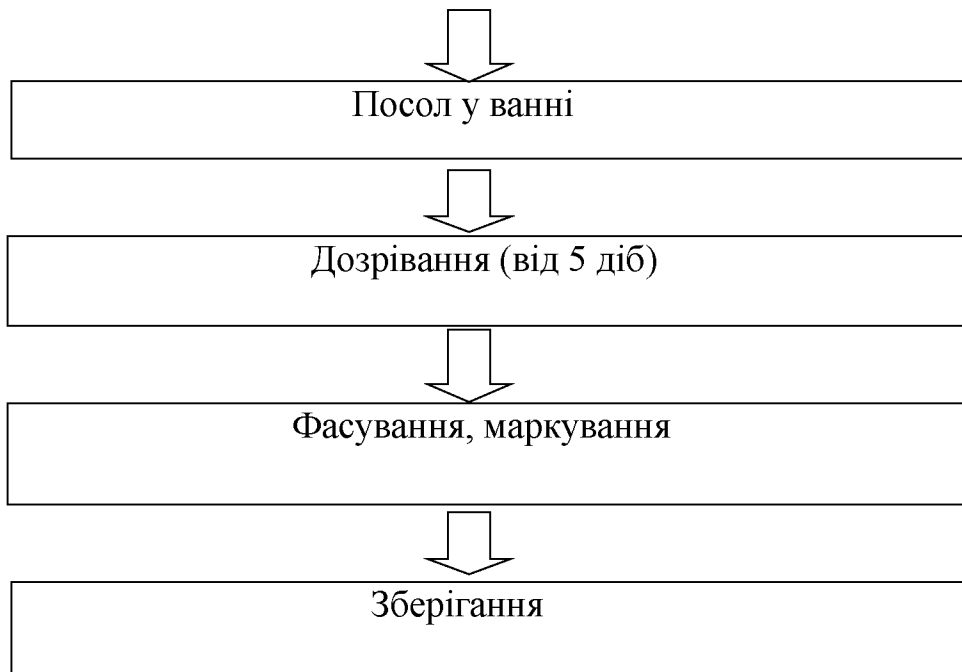 Посол у ванні
Дозрівання (від 5 діб)
Фасування, маркування
Зберігання